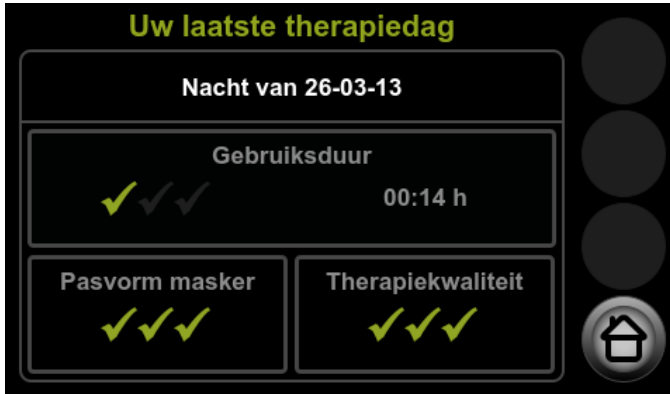 Uw laatste therapiedag
Nacht van 26-03-13
Gebruiksduur
00:14 h
Pasvorm masker
Therapiekwaliteit